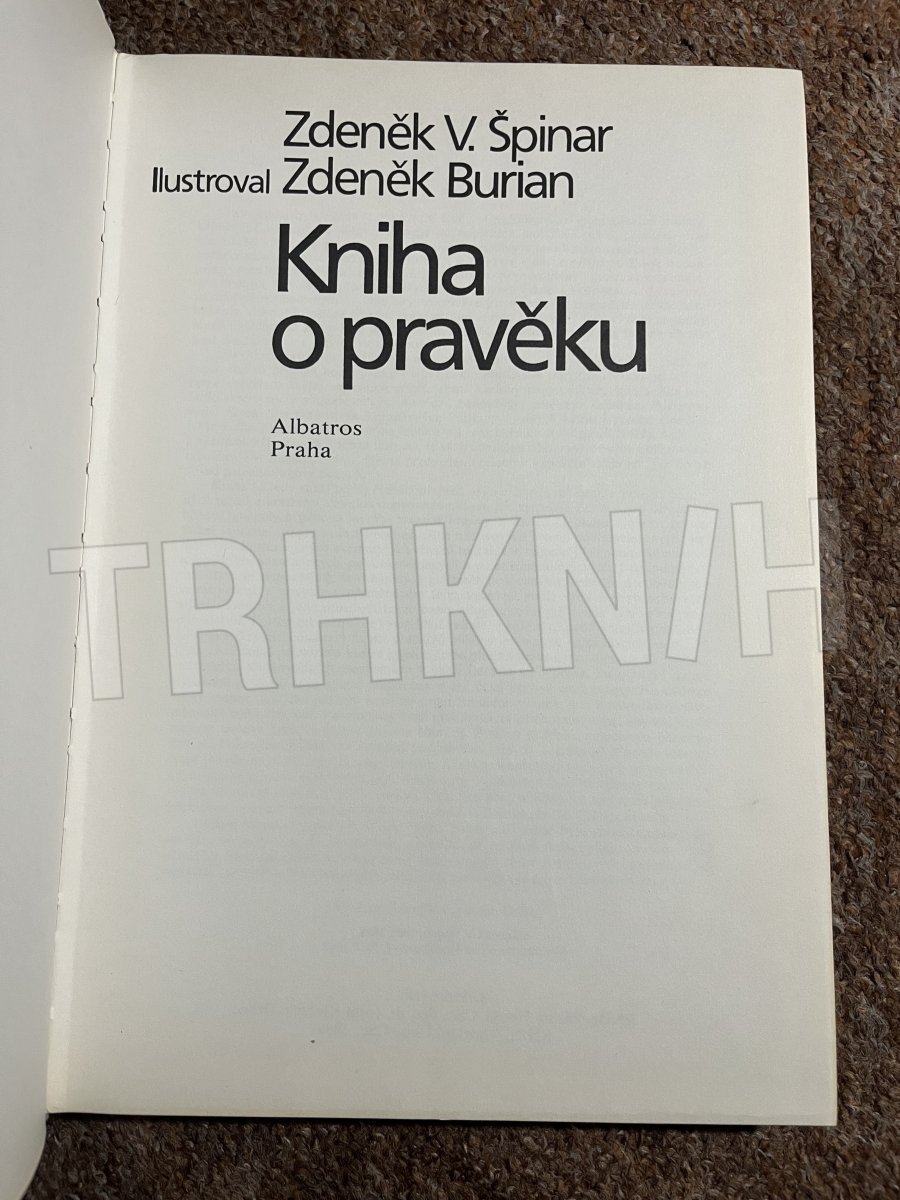 Zdeněk V. Špinar
Ilustroval Zdeněk Burian
Kniha
o pravěku
Albatros
Praha
TRHKNIH